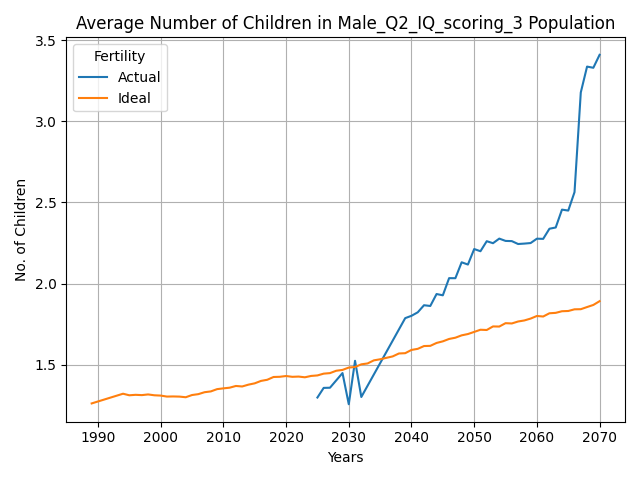 Average Number of Children in Male_Q2_IQ_scoring_3 Population
Fertility
Actual
Ideal
3.5
3.0
2.5
2.0
1.5
No. of Children
1990 2000 2010 2020 2030 2040 2050 2060 2070
Years